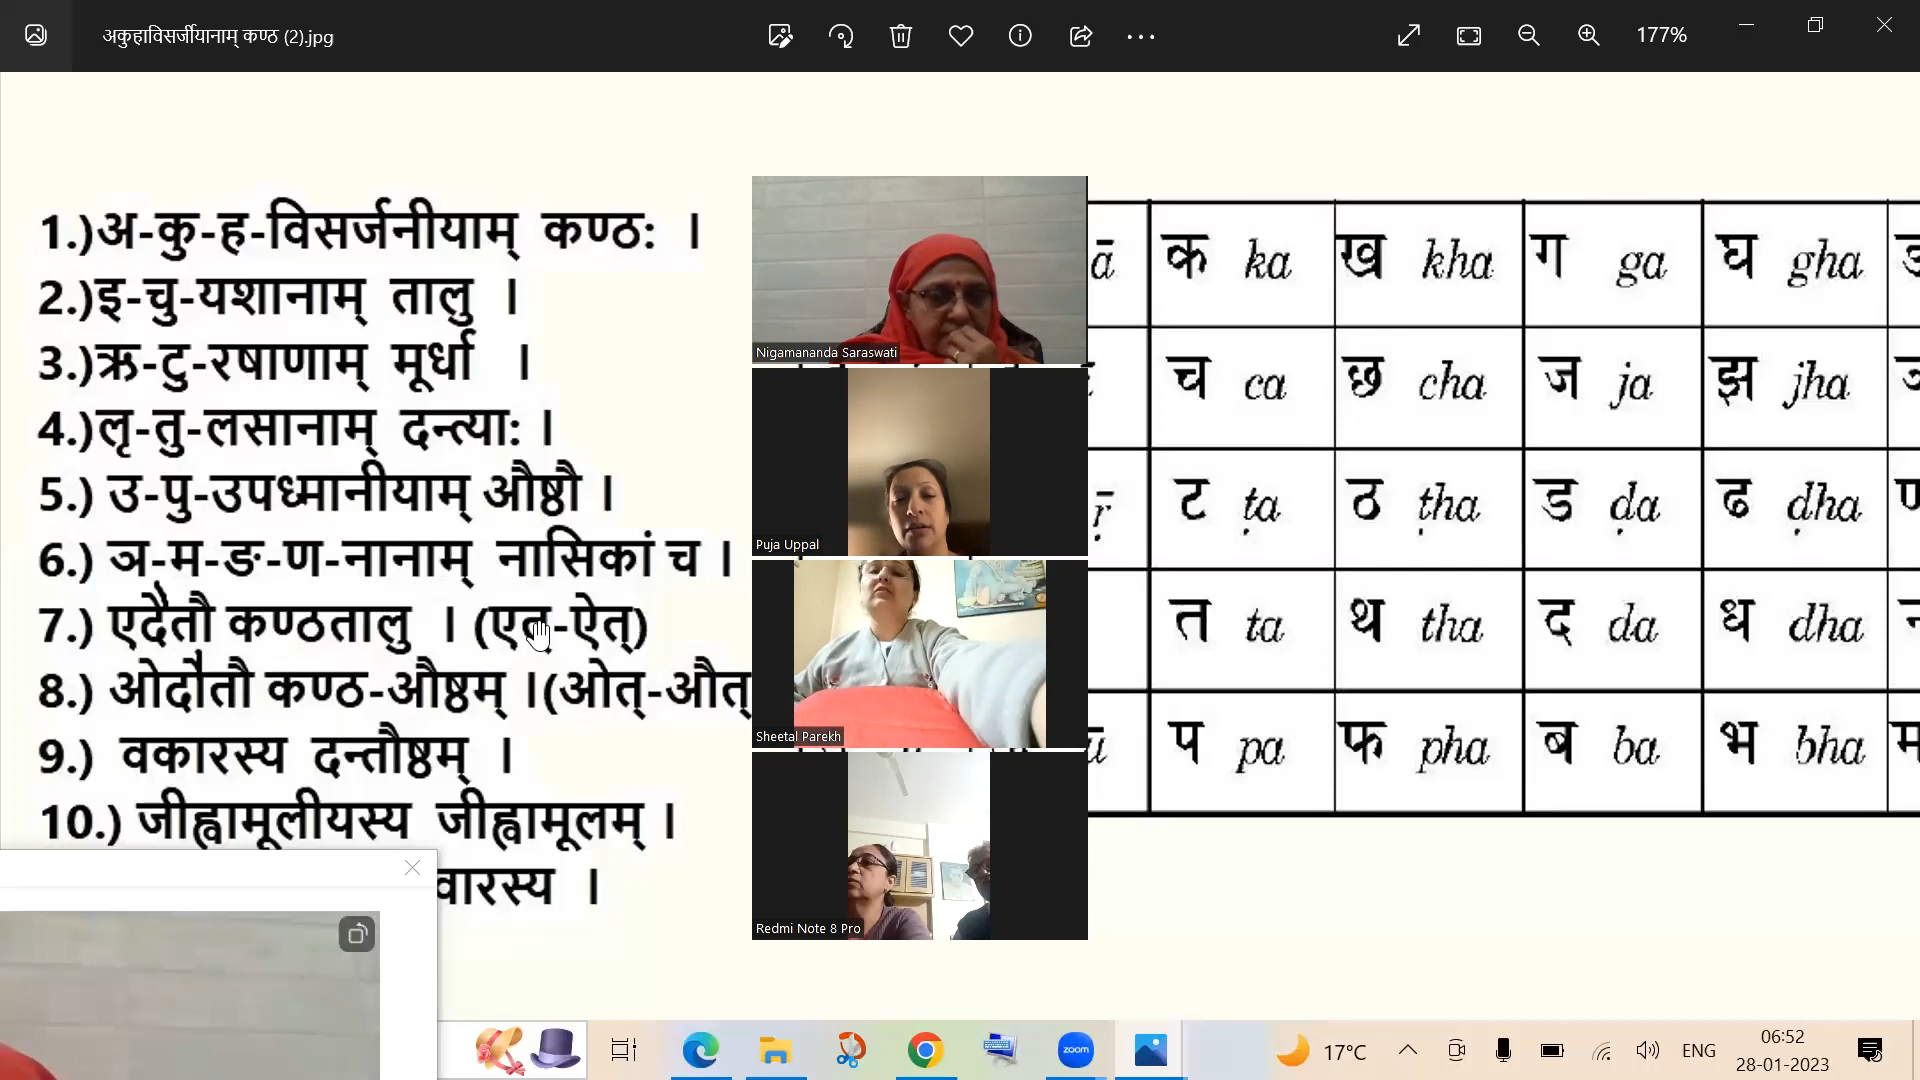 अकुहाविसर्जीयानाम् कण्ठ (2).jpg
177%
1.)अ-कु-ह-विसर्जनीयाम् कण्ठः ।
2.)इ-चु-यशानाम् तालु ।
3.)ऋ-टु-रषाणाम् मूर्धा ।
4.)लृ-तु-लसानाम् दन्त्याः ।
5.) उ-पु-उपध्मानीयाम् औष्ठौ ।
6.) ञ-म-ङ-ण-नानाम् नासिकां च ।
7.) एदैतौ कण्ठतालु । (एत्-ऐत्)
8.) ओदौतौ कण्ठ-औष्ठम् ।(ओत्-औत्
9.) वकारस्य दन्तौष्ठम् ।
10.) जीह्वामूलीयस्य जीह्वामूलम् ।
वारस्य ।
Nigamananda Saraswati
Puja Uppal
Sheetal Parekh
Redmi Note 8 Pro
ā क ka ख kha ग ga घ gha
च ca छ cha ज ja झ jha
ट ṭa ठ ṭha ड ḍa ढ ḍha
त ta थ tha द da ध dha
ū प pa फ pha ब ba भ bha
zoom
17°C
ENG
06:52
28-01-2023